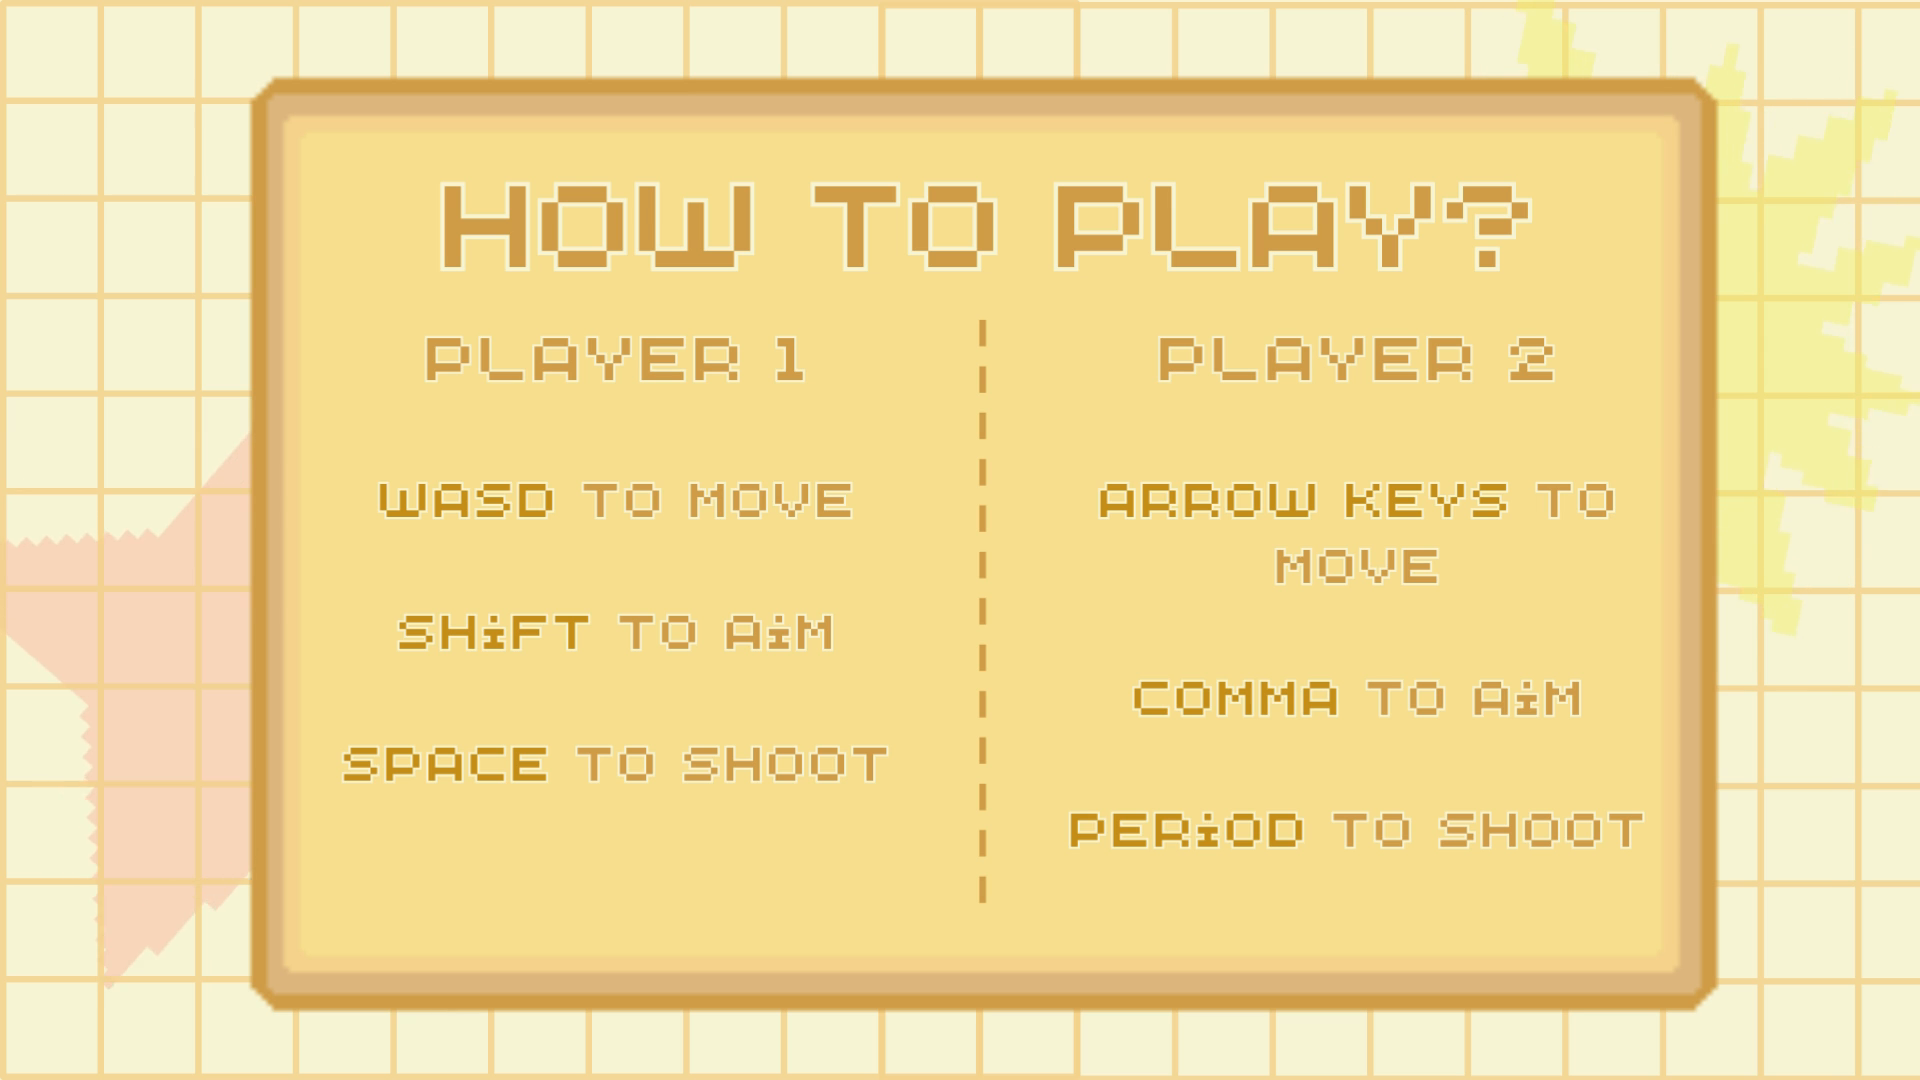 HOW TO PLAY?
PLAYER 1
WASD TO MOVE
SHiFT TO AiM
SPACE TO SHOOT
PLAYER 2
ARROW KEYS TO
MOVE
COMMA TO AiM
PERiOD TO SHOOT